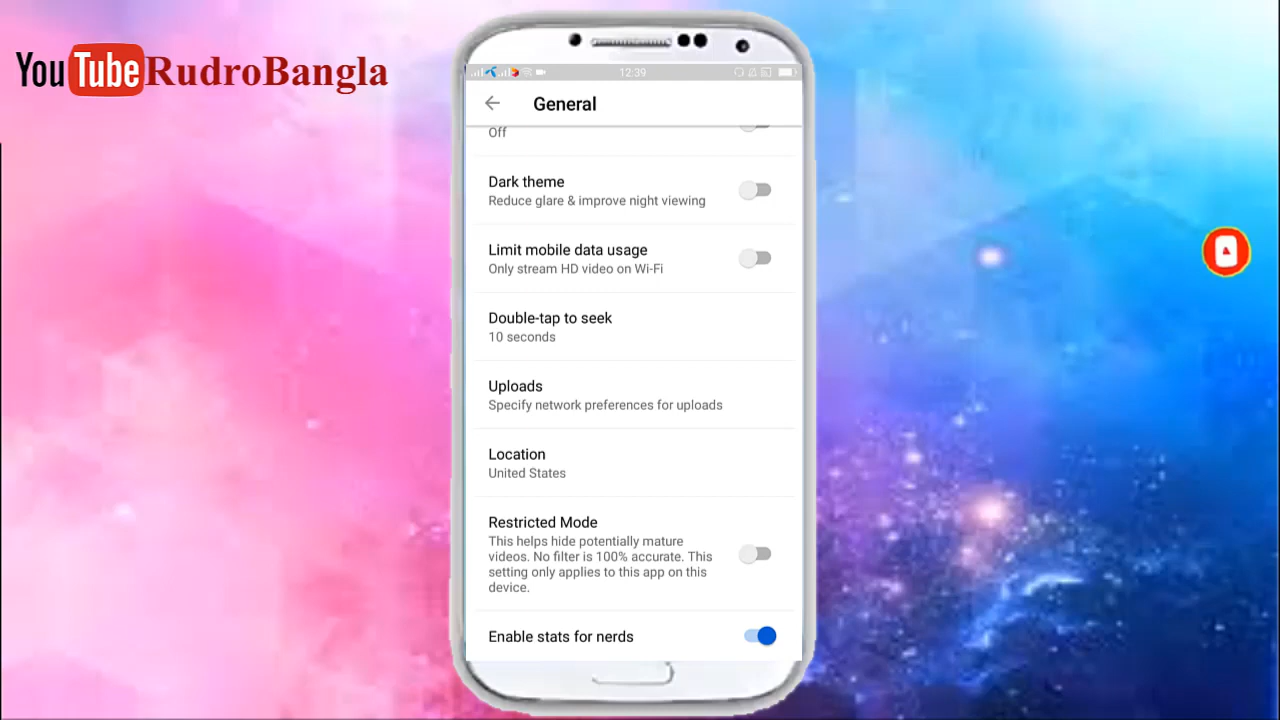 YouTube RudroBangla
12:39
General
Off
Dark theme
Reduce glare & improve night viewing
Limit mobile data usage
Only stream HD video on Wi-Fi
Double-tap to seek
10 seconds
Uploads
Specify network preferences for uploads
Location
United States
Restricted Mode
This helps hide potentially mature
videos. No filter is 100% accurate. This
setting only applies to this app on this
device.
Enable stats for nerds